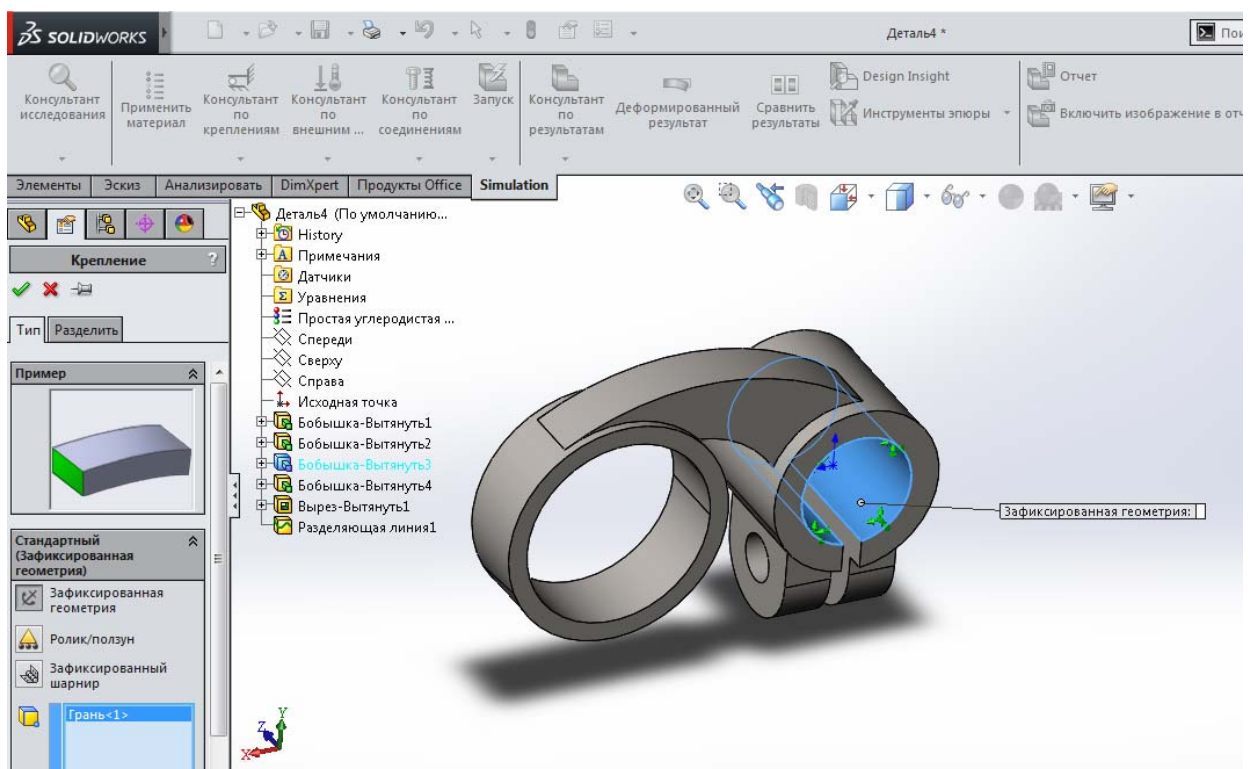 SOLIDWORKS
Деталь4 *
Пои
Консультант
исследования
Применить
материал
Консультант
по
креплениям
Консультант
по
внешним ...
Консультант
по
соединениям
Запуск
Консультант
по
результатам
Деформированный
результат
Сравнить
результаты
Design Insight
Инструменты эпюры
Отчет
Включить изображение в отч
Элементы
Эскиз
Анализировать
DimXpert
Продукты Office
Simulation
Крепление
?
Тип
Разделить
Пример
Стандартный
(Зафиксированная
геометрия)
Зафиксированная
геометрия
Ролик/ползун
Зафиксированный
шарнир
Грань<1>
Деталь4 (По умолчанию...
History
Примечания
Датчики
Уравнения
Простая углеродистая ...
Спереди
Сверху
Справа
Исходная точка
Бобышка-Вытянуть1
Бобышка-Вытянуть2
Бобышка-Вытянуть3
Бобышка-Вытянуть4
Вырез-Вытянуть1
Разделяющая линия1
Зафиксированная геометрия:
Y
Z
X